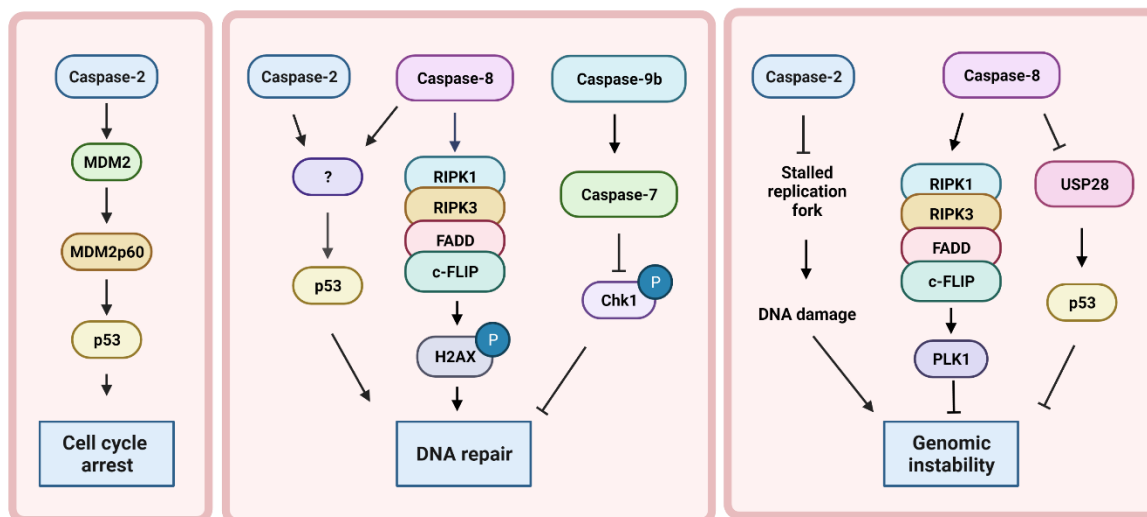 Caspase-2
MDM2
MDM2p60
p53
Cell cycle
arrest
Caspase-2
Caspase-8
Caspase-9b
?
RIPK1
RIPK3
FADD
c-FLIP
Caspase-7
p53
Chk1
P
H2AX
P
DNA repair
Caspase-2
Caspase-8
Stalled
replication
fork
RIPK1
RIPK3
FADD
c-FLIP
USP28
DNA damage
p53
PLK1
Genomic
instability